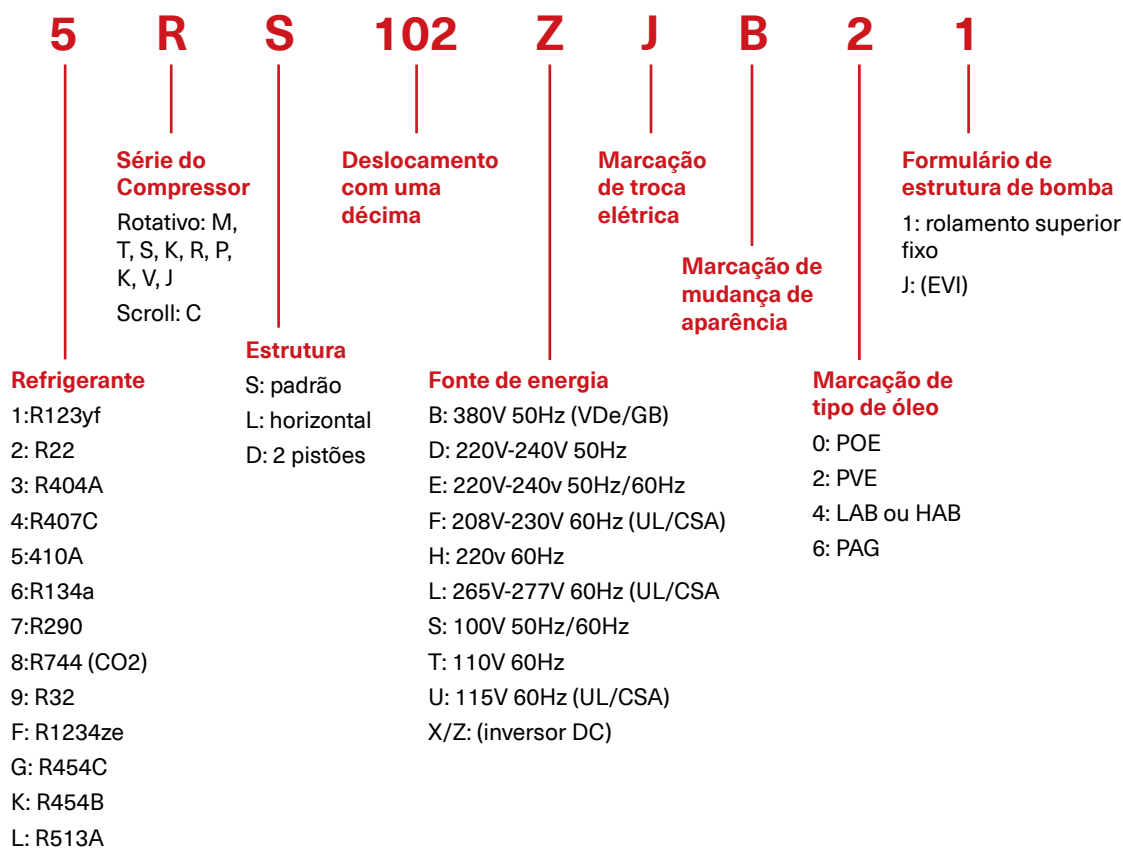 5 R S 102 Z J B 2 1
Série do
Compressor
Rotativo: M,
T, S, K, R, P,
K, V, J
Scroll: C
Deslocamento
com uma
décima
Marcação
de troca
elétrica
Formulário de
estrutura de bomba
1: rolamento superior
fixo
J: (EVI)
Marcação de
mudança de
aparência
Refrigerante
1:R123yf
2: R22
3: R404A
4:R407C
5:410A
6:R134a
7:R290
8:R744 (CO2)
9: R32
F: R1234ze
G: R454C
K: R454B
L: R513A
Estrutura
S: padrão
L: horizontal
D: 2 pistões
Fonte de energia
B: 380V 50Hz (VDe/GB)
D: 220V-240V 50Hz
E: 220V-240v 50Hz/60Hz
F: 208V-230V 60Hz (UL/CSA)
H: 220v 60Hz
L: 265V-277V 60Hz (UL/CSA
S: 100V 50Hz/60Hz
T: 110V 60Hz
U: 115V 60Hz (UL/CSA)
X/Z: (inversor DC)
Marcação de
tipo de óleo
0: POE
2: PVE
4: LAB ou HAB
6: PAG